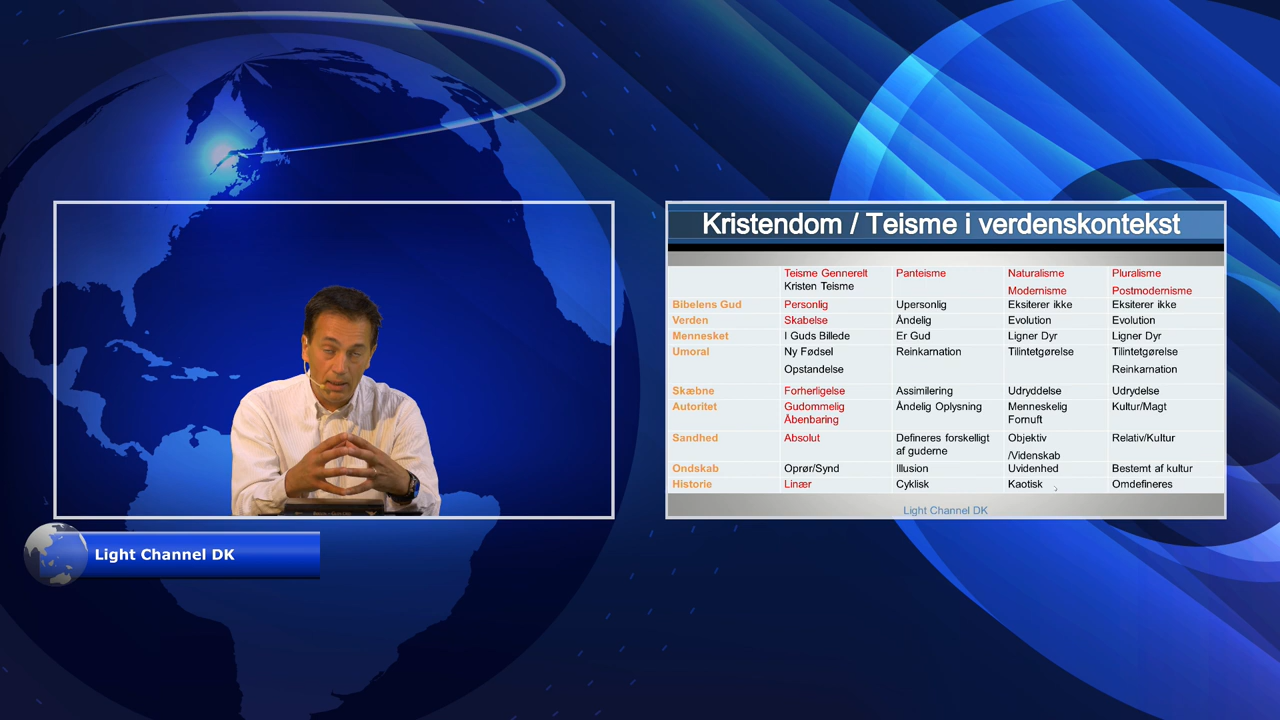 Kristendom / Teisme i verdenskontekst
Teisme Gennerelt Panteisme Naturalisme Pluralisme
Kristen Teisme Modernisme Postmodernisme
Bibelens Gud Personlig Upersonlig Eksiterer ikke Eksiterer ikke
Verden Skabelse Åndelig Evolution Evolution
Mennesket I Guds Billede Er Gud Ligner Dyr Ligner Dyr
Umoral Ny Fødsel Reinkarnation Tilintetgørelse Tilintetgørelse
Opstandelse Reinkarnation
Skæbne Forherligelse Assimilering Udryddelse Udrydelse
Autoritet Gudommelig Åndelig Oplysning Menneskelig Kultur/Magt
Åbenbaring Fornuft
Sandhed Absolut Defineres forskelligt Objektiv Relativ/Kultur
af guderne /Videnskab
Ondskab Oprør/Synd Illusion Uvidenhed Bestemt af kultur
Historie Linær Cyklisk Kaotisk Omdefineres
Light Channel DK
Light Channel DK